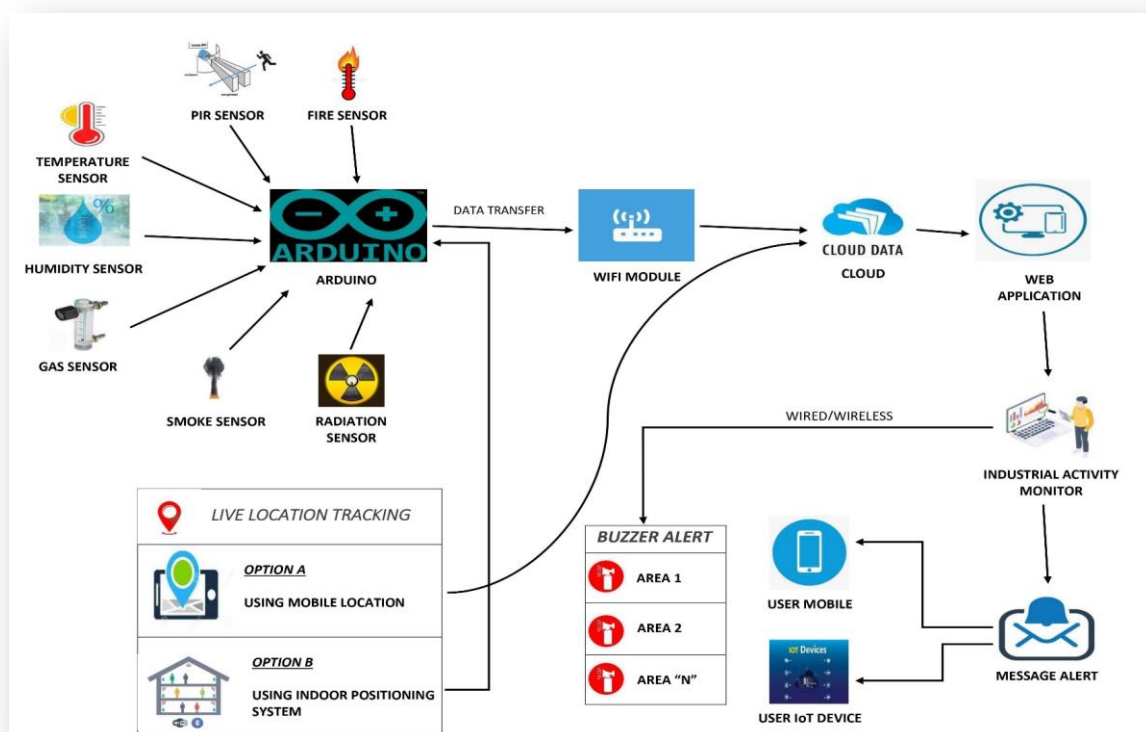 PIR SENSOR
FIRE SENSOR
TEMPERATURE
SENSOR
%
HUMIDITY SENSOR
GAS SENSOR
SMOKE SENSOR
RADIATION
SENSOR
ARDUINO
ARDUINO
DATA TRANSFER
WIFI MODULE
CLOUD DATA
CLOUD
WEB
APPLICATION
WIRED/WIRELESS
INDUSTRIAL ACTIVITY
MONITOR
LIVE LOCATION TRACKING
OPTION A
USING MOBILE LOCATION
OPTION B
USING INDOOR POSITIONING
SYSTEM
BUZZER ALERT
AREA 1
AREA 2
AREA “N”
USER MOBILE
IOT Devices
USER IoT DEVICE
MESSAGE ALERT